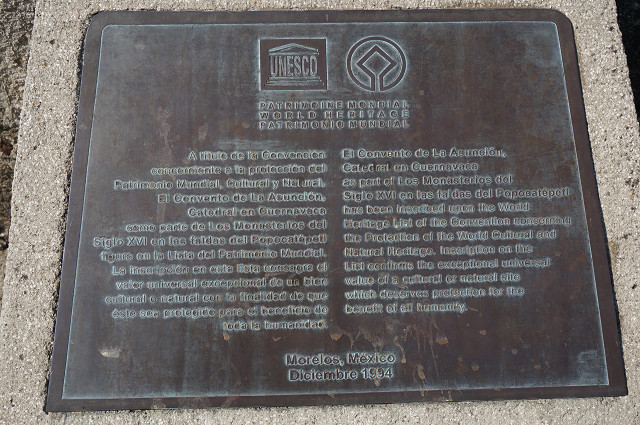 UNESCO
PATRIMOINE MONDIAL
WORLD HERITAGE
PATRIMONIO MUNDIAL
A título de la Convención
concerniente a la protección del
Patrimonio Mundial, Cultural y Natural,
El Convento de La Asunción,
Catedral en Cuernavaca
como parte de Los Monasterios del
Siglo XVI en las faldas del Popocatépetl
figura en la Lista del Patrimonio Mundial.
La inscripción en esta lista consagra el
valor universal excepcional de un bien
cultural o natural con la finalidad de que
éste sea protegido para el beneficio de
toda la humanidad.
El Convento de La Asunción,
Catedral en Cuernavaca
as part of Los Monasterios del
Siglo XVI en las faldas del Popocatépetl
has been inscribed upon the World
Heritage List of the Convention concerning
the Protection of the World Cultural and
Natural Heritage. Inscription on the
List confirms the exceptional universal
value of a cultural or natural site
which deserves protection for the
benefit of all humanity.
Morelos, México
Diciembre 1994